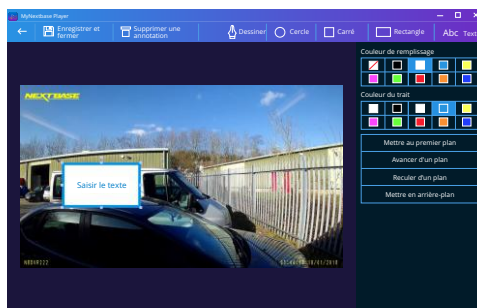 MyNextbase Player
Enregistrer et fermer
Supprimer une annotation
Dessiner
Cercle
Carré
Rectangle
Abc Text
Couleur de remplissage
NEXTBASE
Couleur du trait
Mettre au premier plan
Avancer d'un plan
Saisir le texte
Reculer d'un plan
Mettre en arrière-plan